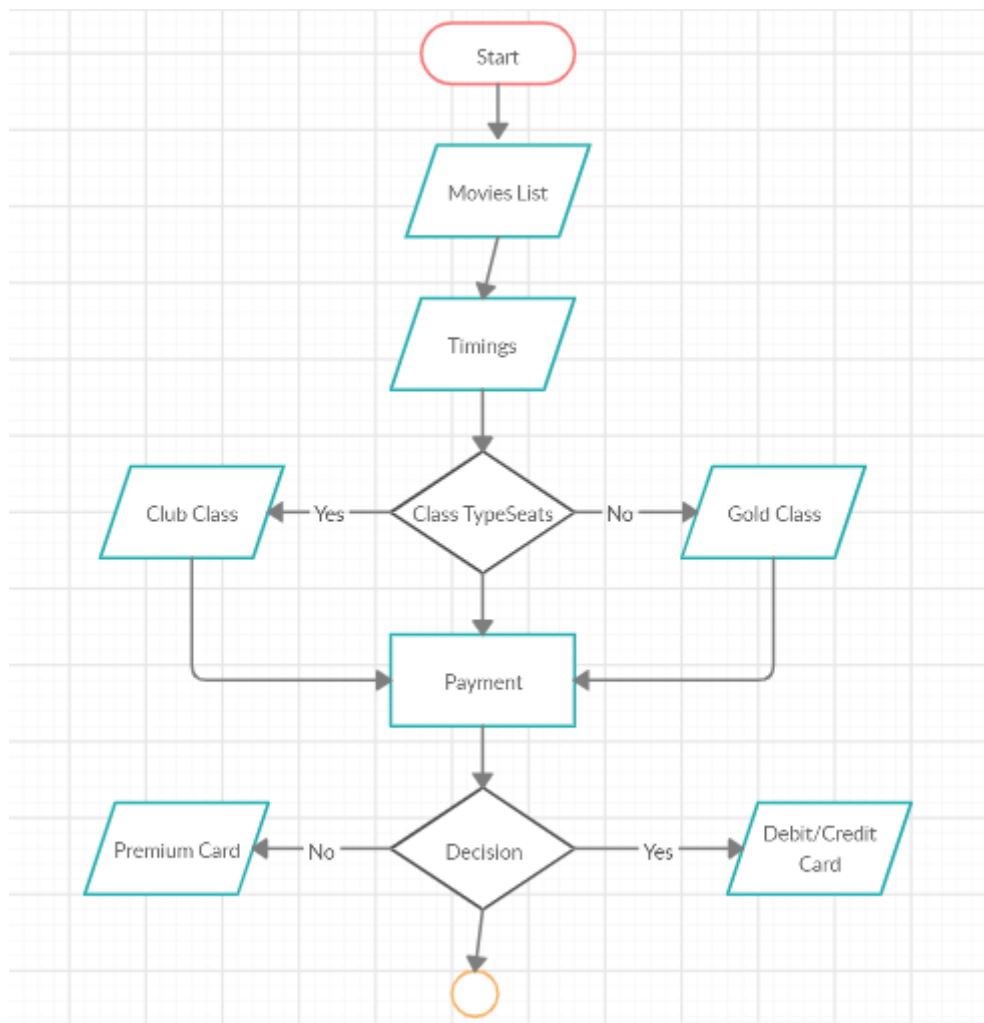 Start
Movies List
Timings
Club Class
Yes
Class TypeSeats
No
Gold Class
Payment
Premium Card
No
Decision
Yes
Debit/Credit
Card